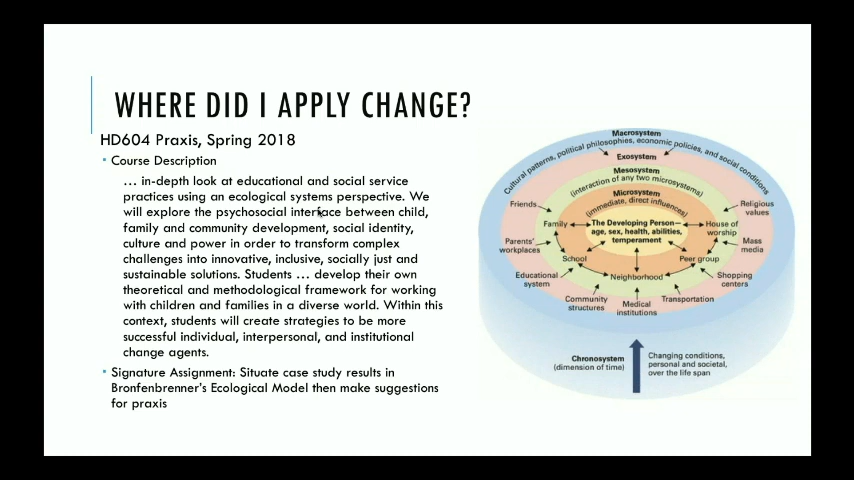 WHERE DID I APPLY CHANGE?
HD604 Praxis, Spring 2018
Course Description
… in-depth look at educational and social service
practices using an ecological systems perspective. We
will explore the psychosocial interface between child,
family and community development, social identity,
culture and power in order to transform complex
challenges into innovative, inclusive, socially just and
sustainable solutions. Students … develop their own
theoretical and methodological framework for working
with children and families in a diverse world. Within this
context, students will create strategies to be more
successful individual, interpersonal, and institutional
change agents.
Signature Assignment: Situate case study results in
Bronfenbrenner's Ecological Model then make suggestions
for praxis
Macrosystem
Cultural patterns, political philosophies, economic policies, and social conditions
Exosystem
Mesosystem
(interaction of any two microsystems)
Microsystem
(immediate, direct influences)
The Developing Person—
age, sex, health, abilities,
temperament
Friends
Religious
values
Family
House of
worship
Parents'
workplaces
Mass
media
School
Peer group
Educational
system
Neighborhood
Shopping
centers
Community
structures
Medical
institutions
Transportation
Chronosystem
(dimension of time)
Changing conditions,
personal and societal,
over the life span